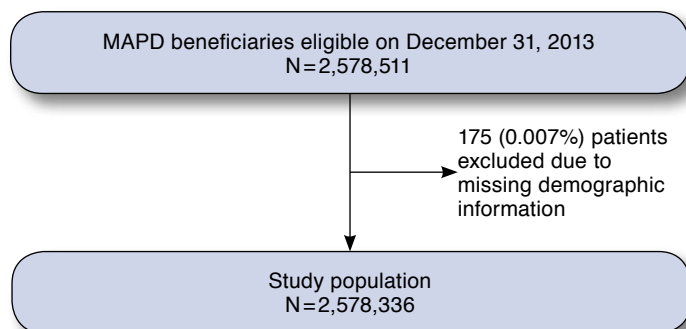 MAPD beneficiaries eligible on December 31, 2013
N=2,578,511
175 (0.007%) patients
excluded due to
missing demographic
information
Study population
N=2,578,336